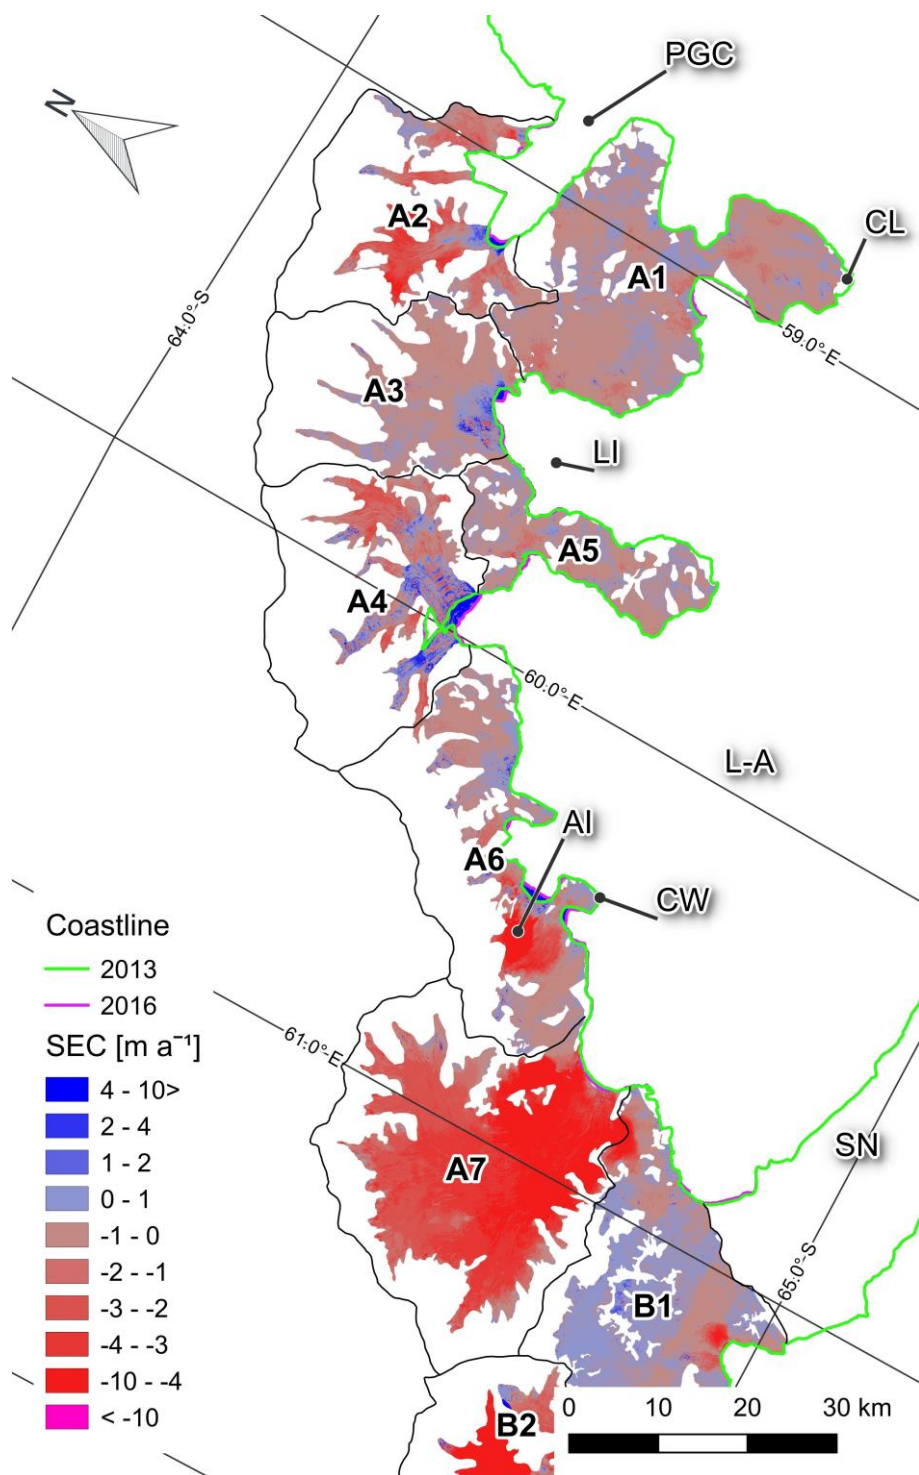 PGC
N
CL
A2
A1
64.0°-S
59.0°-E
A3
LI
A5
A4
60.0°-E
L-A
AI
A6
CW
Coastline
2013
2016
SEC [m a⁻¹]
4 - 10>
2 - 4
1 - 2
0 - 1
-1 - 0
-2 - -1
-3 - -2
-4 - -3
-10 - -4
< -10
61.0°-E
A7
SN
65.0°-S
B1
B2
0 10 20 30 km